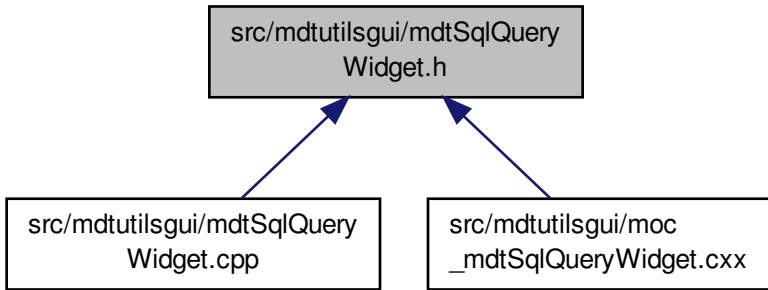 src/mdtutilsgui/mdtSqlQuery
Widget.h
src/mdtutilsgui/mdtSqlQuery
Widget.cpp
src/mdtutilsgui/moc
_mdtSqlQueryWidget.cxx